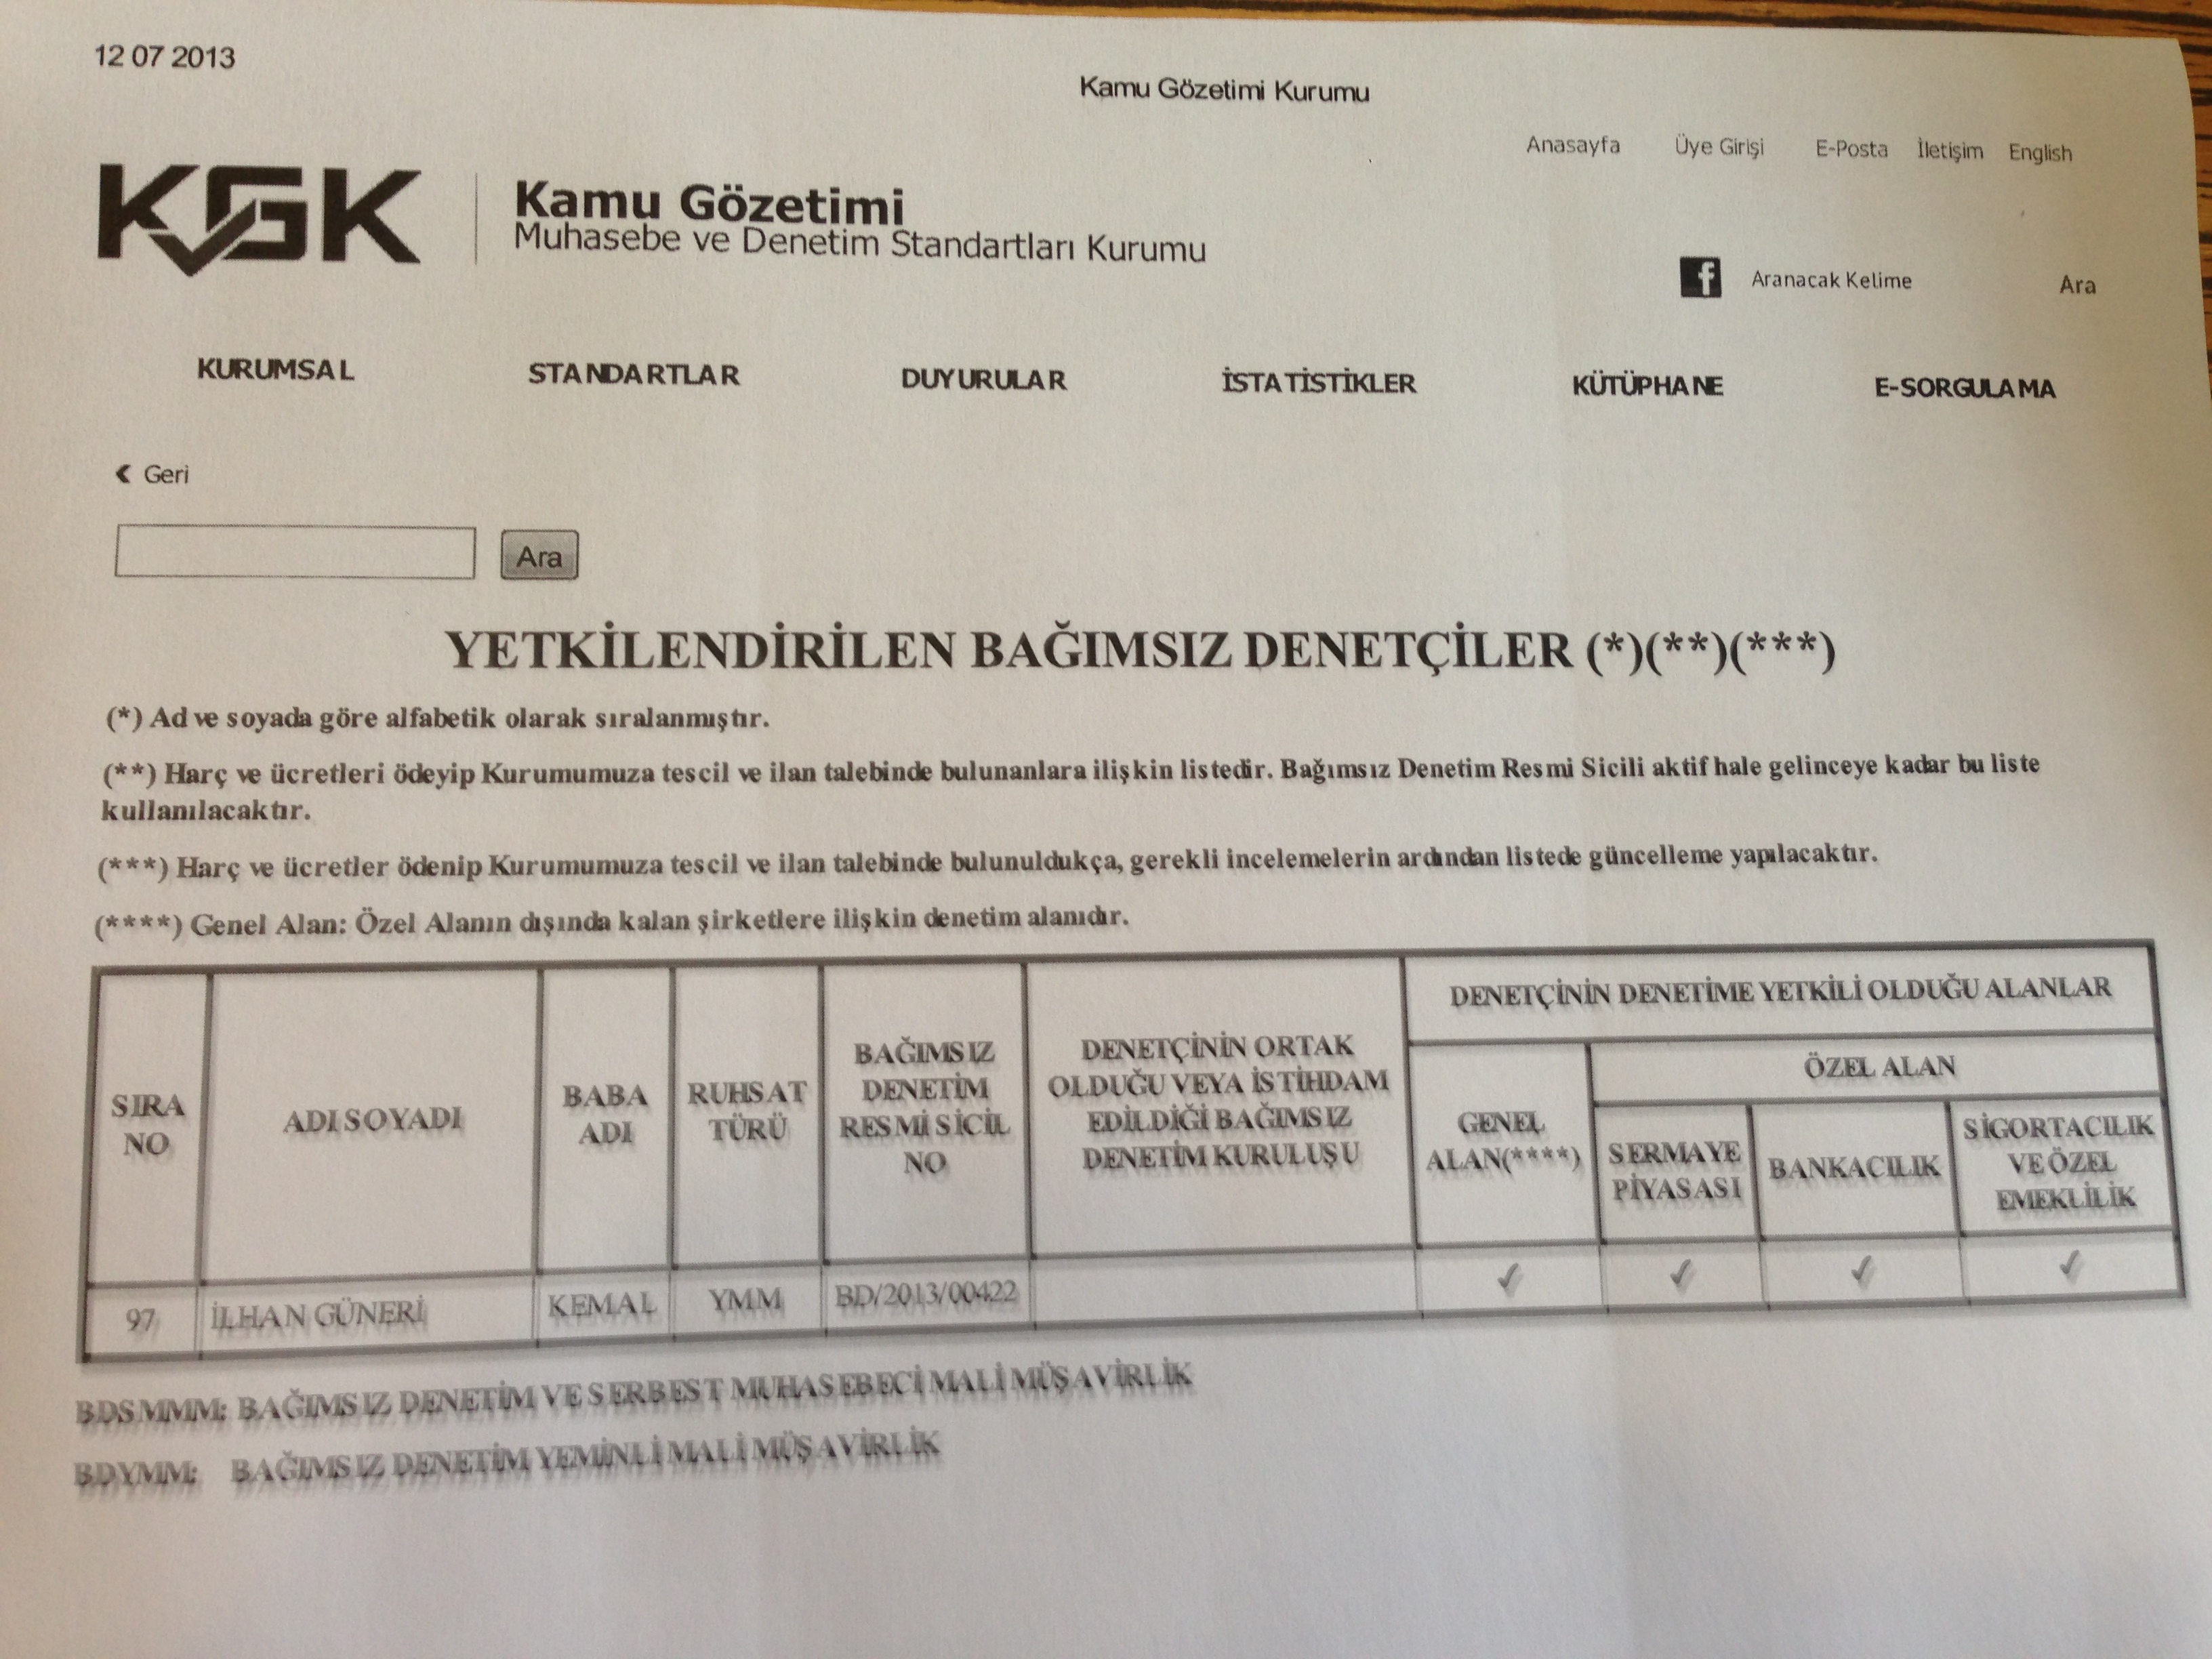 12 07 2013
Kamu Gözetimi Kurumu
Anasayfa Üye Girişi E-Posta İletişim English
KGK
Kamu Gözetimi
Muhasebe ve Denetim Standartları Kurumu
f Aranacak Kelime Ara
KURUMSAL STANDARTLAR DUYURULAR İSTATİSTİKLER KÜTÜPHANE E-SORGULAMA
Geri
Ara
YETKİLENDİRİLEN BAĞIMSIZ DENETÇİLER (*)(**)(***)
(*) Ad ve soyada göre alfabetik olarak sıralanmıştır.
(**) Harç ve ücretleri ödeyip Kurumumuza tescil ve ilan talebinde bulunanlara ilişkin listedir. Bağımsız Denetim Resmi Sicili aktif hale gelinceye kadar bu liste
kullanılacaktır.
(***) Harç ve ücretler ödenip Kurumumuza tescil ve ilan talebinde bulunuldukça, gerekli incelemelerin ardından listede güncelleme yapılacaktır.
(****) Genel Alan: Özel Alanın dışında kalan şirketlere ilişkin denetim alanıdır.
SIRA
NO
ADI SOYADI
BABA
ADI
RUHSAT
TÜRÜ
BAĞIMSIZ
DENETİM
RESMİ SİCİL
NO
DENETÇİNİN ORTAK
OLDUĞU VEYA İSTİHDAM
EDİLDİĞİ BAĞIMSIZ
DENETİM KURULUŞU
DENETÇİNİN DENETİME YETKİLİ OLDUĞU ALANLAR
GENEL
ALAN(****)
ÖZEL ALAN
SERMAYE
PİYASASI
BANKACILIK
SİGORTACILIK
VE ÖZEL
EMEKLİLİK
97 İLHAN GÜNERİ KEMAL YMM BD/2013/00422 ✓ ✓ ✓ ✓
BDSMMM: BAĞIMSIZ DENETİM VE SERBEST MUHASEBECİ MALİ MÜŞAVİRLİK
BDYMM: BAĞIMSIZ DENETİM YEMİNLİ MALİ MÜŞAVİRLİK